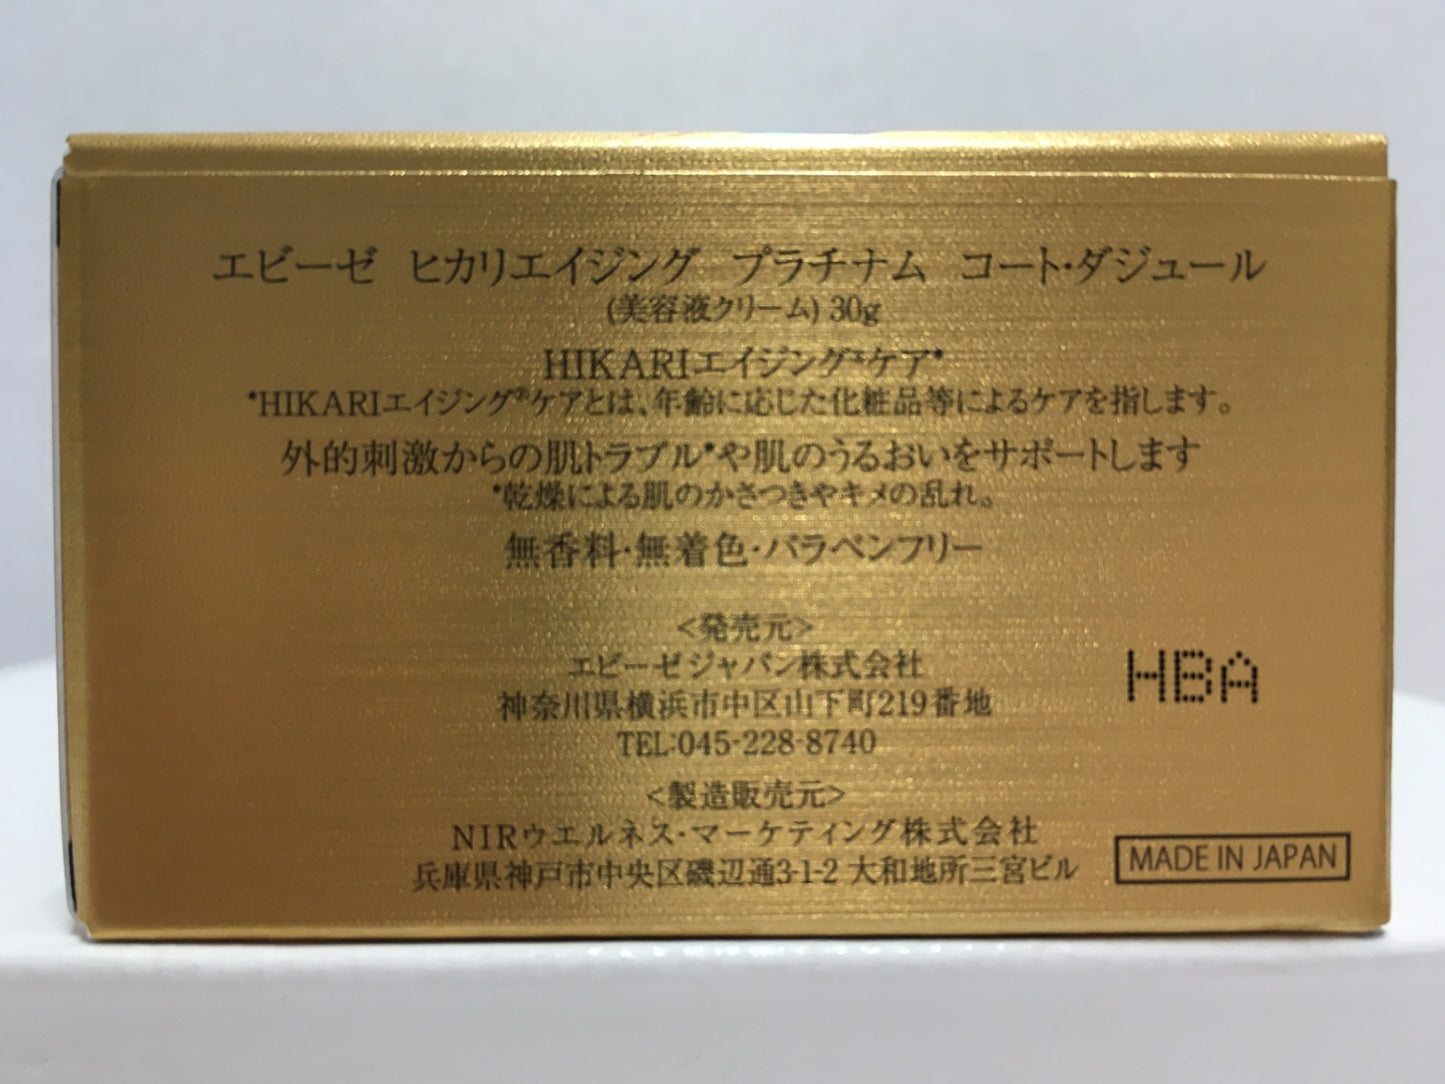 エビーゼ ヒカリエイジング プラチナム コート・ダジュール
(美容液クリーム) 30g
HIKARIエイジング®ケア*
*HIKARIエイジング®ケアとは、年齢に応じた化粧品等によるケアを指します。
外的刺激からの肌トラブル*や肌のうるおいをサポートします
*乾燥による肌のかさつきやキメの乱れ。
無香料・無着色・パラベンフリー
<発売元>
エビーゼジャパン株式会社
神奈川県横浜市中区山下町219番地
TEL:045-228-8740
HBA
<製造販売元>
NIRウエルネス・マーケティング株式会社
兵庫県神戸市中央区磯辺通3-1-2 大和地所三宮ビル
MADE IN JAPAN